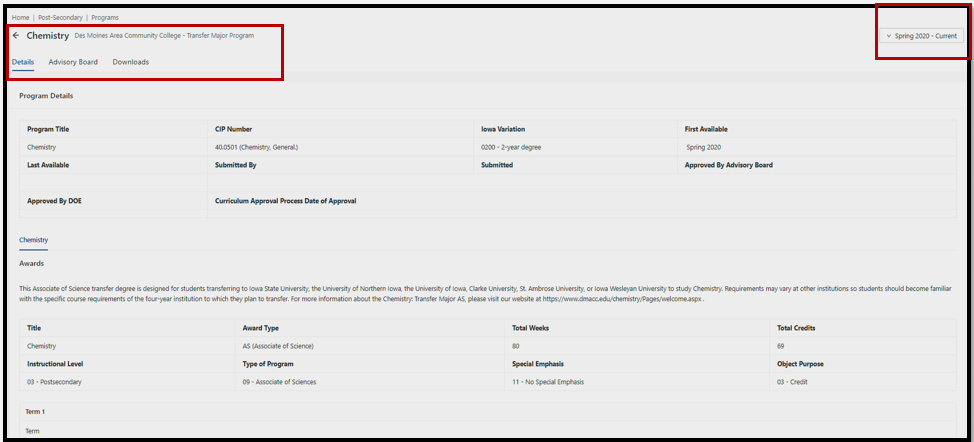 Home | Post-Secondary | Programs
← Chemistry Des Moines Area Community College - Transfer Major Program
Spring 2020 - Current
Details Advisory Board Downloads
Program Details
Program Title CIP Number Iowa Variation First Available
Chemistry 40.0501 (Chemistry, General.) 0200 - 2-year degree Spring 2020
Last Available Submitted By Submitted Approved By Advisory Board
Approved By DOE Curriculum Approval Process Date of Approval
Chemistry
Awards
This Associate of Science transfer degree is designed for students transferring to Iowa State University, the University of Northern Iowa, the University of Iowa, Clarke University, St. Ambrose University, or Iowa Wesleyan University to study Chemistry. Requirements may vary at other institutions so students should become familiar
with the specific course requirements of the four-year institution to which they plan to transfer. For more information about the Chemistry: Transfer Major AS, please visit our website at https://www.dmacc.edu/chemistry/Pages/welcome.aspx .
Title Award Type Total Weeks Total Credits
Chemistry AS (Associate of Science) 80 69
Instructional Level Type of Program Special Emphasis Object Purpose
03 - Postsecondary 09 - Associate of Sciences 11 - No Special Emphasis 03 - Credit
Term 1
Term